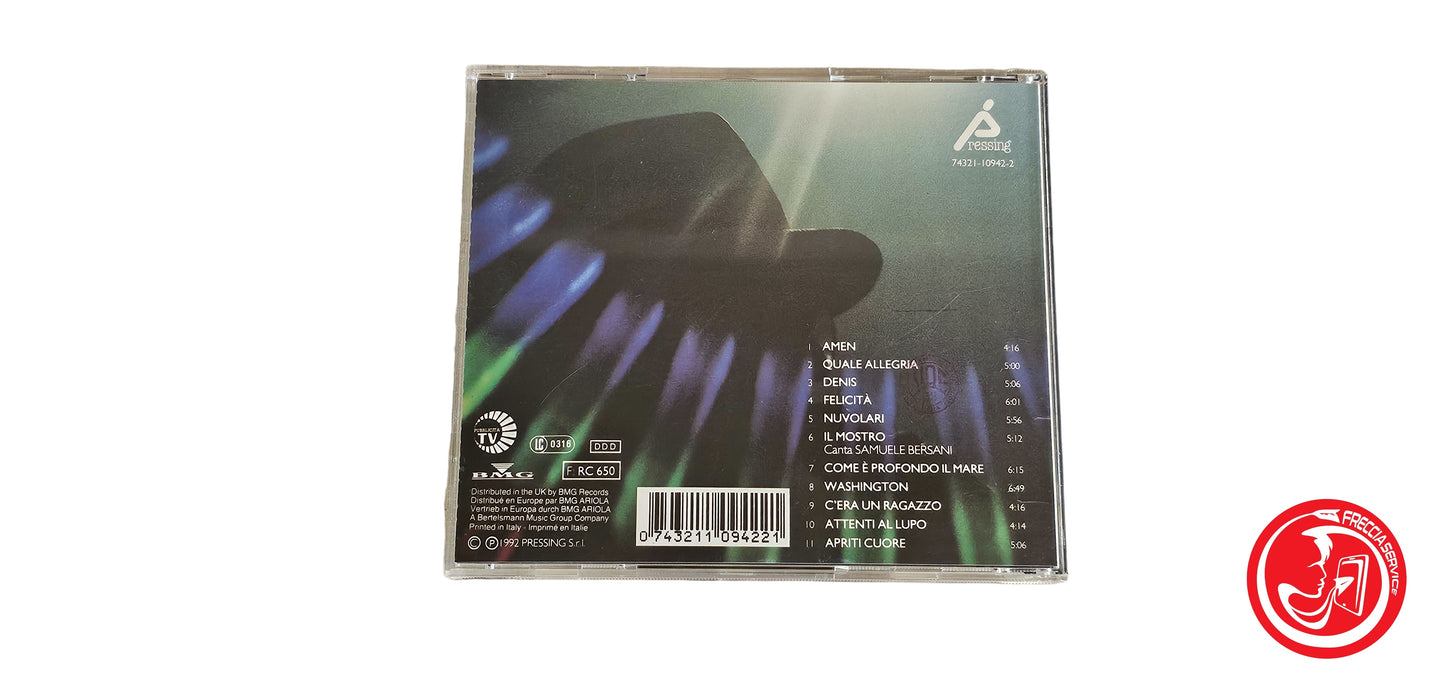 Pressing
74321-10942-2
1 AMEN 4:16
2 QUALE ALLEGRIA 5:00
3 DENIS 5:06
4 FELICITÀ 6:01
5 NUVOLARI 5:56
6 IL MOSTRO 5:12
Canta SAMUELE BERSANI
7 COME È PROFONDO IL MARE 6:15
8 WASHINGTON 6:49
9 C'ERA UN RAGAZZO 4:16
10 ATTENTI AL LUPO 4:14
11 APRITI CUORE 5:06
PUBBLICITÀ
TV
LC 0316
DDD
BMG
F: RC 650
Distributed in the UK by BMG Records
Distribué en Europe par BMG ARIOLA
Vertrieb in Europa durch BMG ARIOLA
A Bertelsmann Music Group Company
Printed in Italy - Imprimé en Italie
© ℗ 1992 PRESSING S.r.l.
0 743211 094221
FRECCIA SERVICE